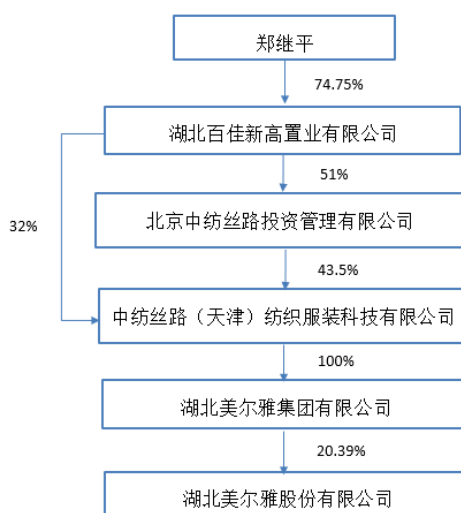 郑继平
74.75%
湖北百佳新高置业有限公司
51%
32%
北京中纺丝路投资管理有限公司
43.5%
中纺丝路（天津）纺织服装科技有限公司
100%
湖北美尔雅集团有限公司
20.39%
湖北美尔雅股份有限公司